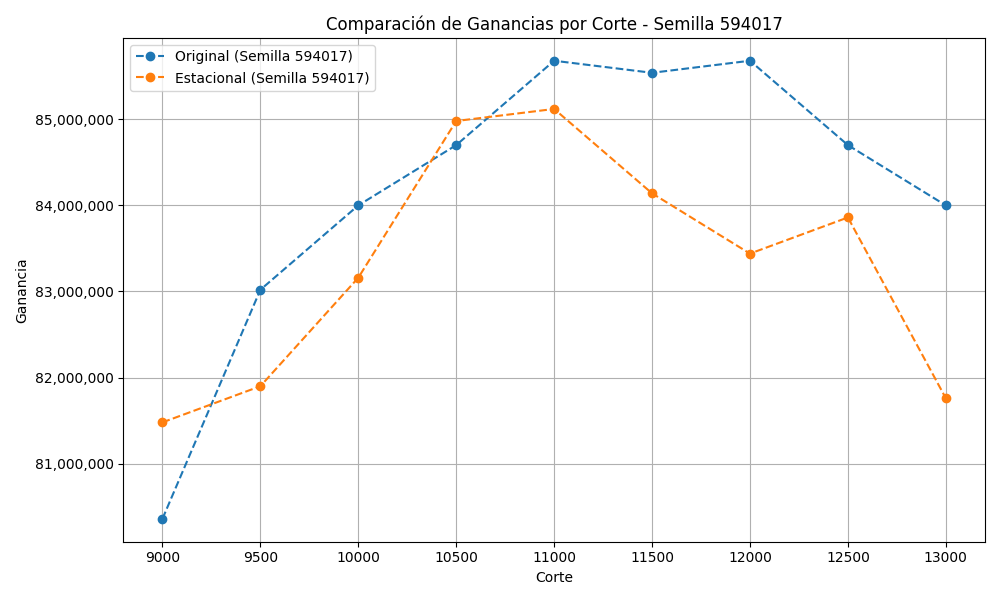 Comparación de Ganancias por Corte - Semilla 594017
Original (Semilla 594017)
Estacional (Semilla 594017)
Ganancia
85,000,000
84,000,000
83,000,000
82,000,000
81,000,000
9000 9500 10000 10500 11000 11500 12000 12500 13000
Corte